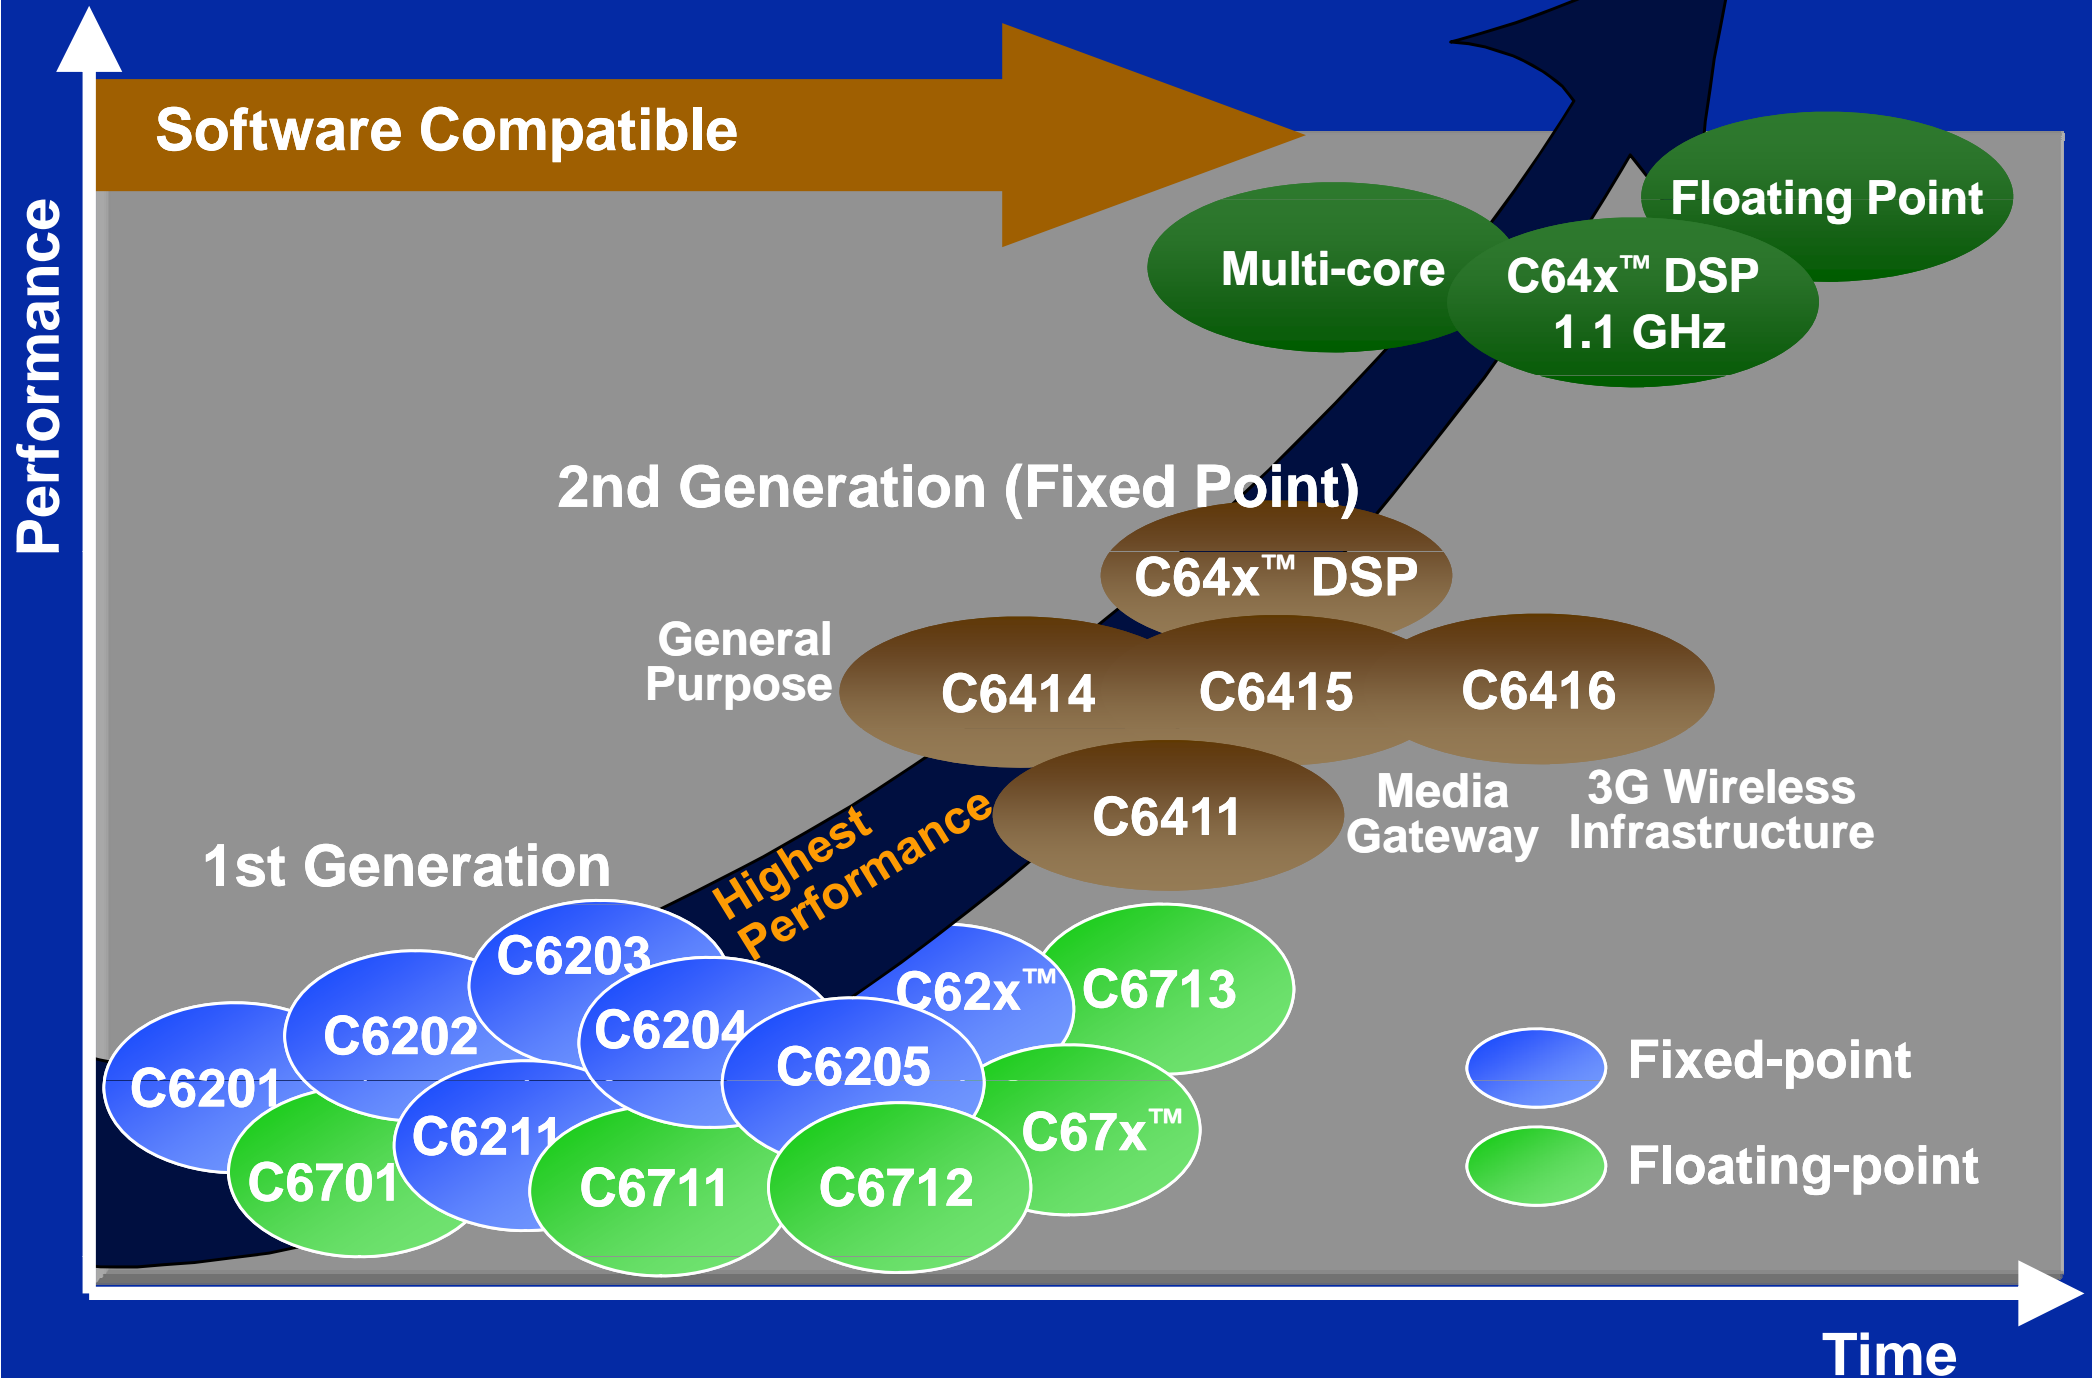 Software Compatible
Performance
Floating Point
Multi-core
C64x™ DSP
1.1 GHz
2nd Generation (Fixed Point)
C64x™ DSP
General
Purpose
C6414
C6415
C6416
C6411
Media
Gateway
3G Wireless
Infrastructure
Highest
Performance
1st Generation
C6203
C62x™
C6713
C6202
C6204
C6205
C6201
C6211
C67x™
C6701
C6711
C6712
Fixed-point
Floating-point
Time